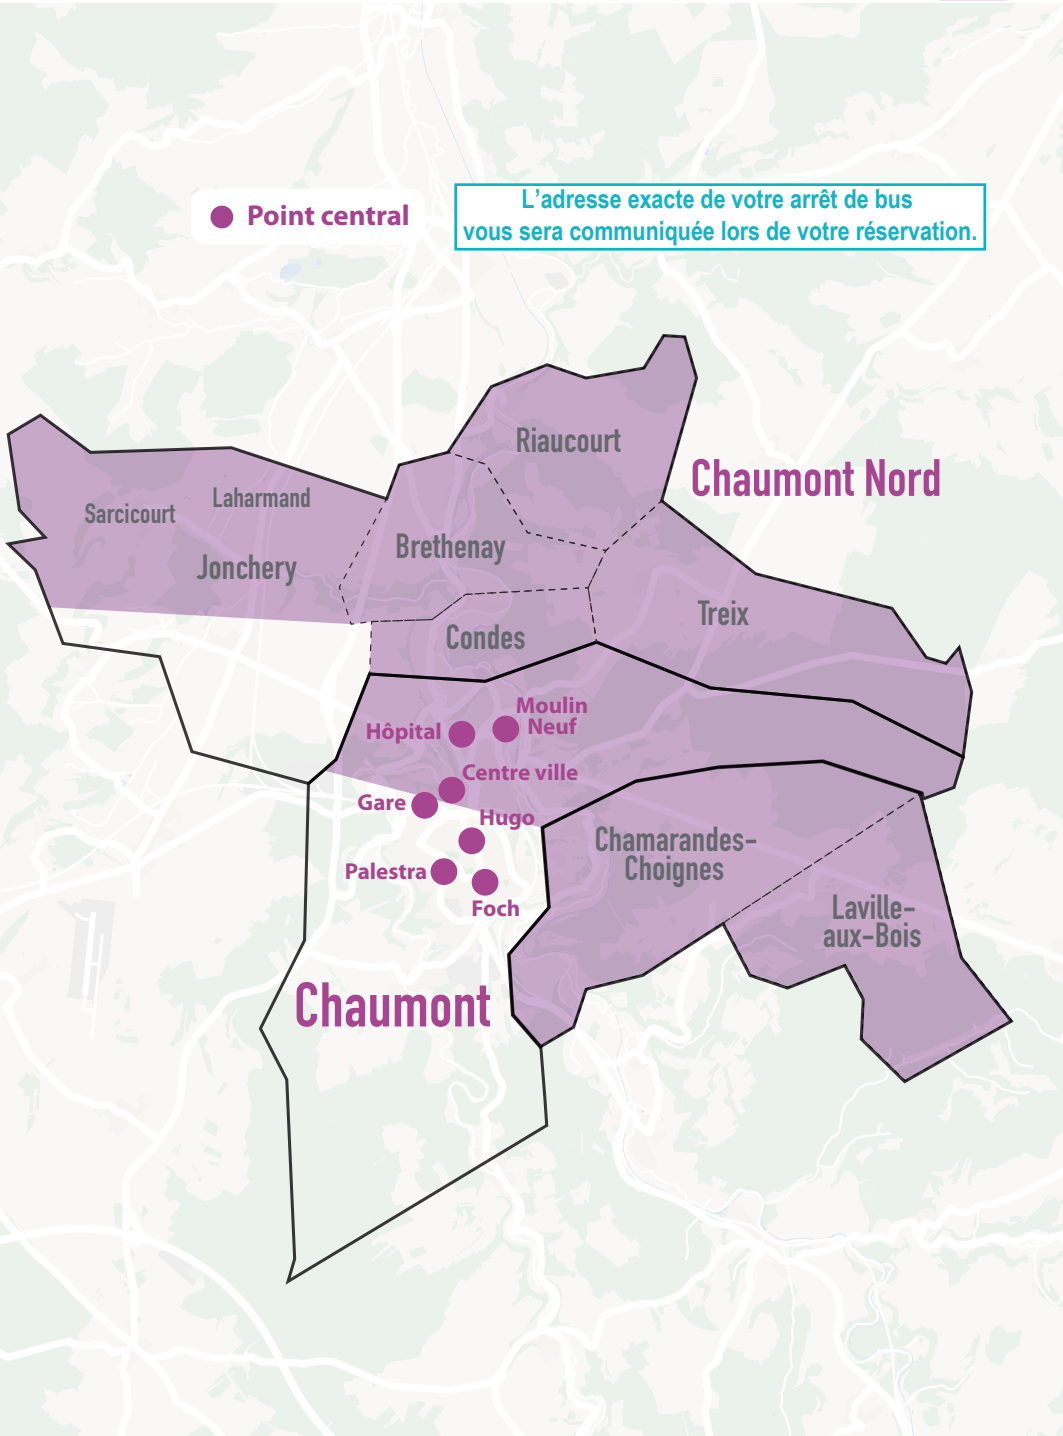 Point central
L'adresse exacte de votre arrêt de bus
vous sera communiquée lors de votre réservation.
Riaucourt
Chaumont Nord
Laharmand
Sarcicourt
Brethenay
Jonchery
Treix
Condes
Moulin
Neuf
Hôpital
Centre ville
Gare
Hugo
Chamarandes-
Choignes
Palestra
Foch
Laville-
aux-Bois
Chaumont